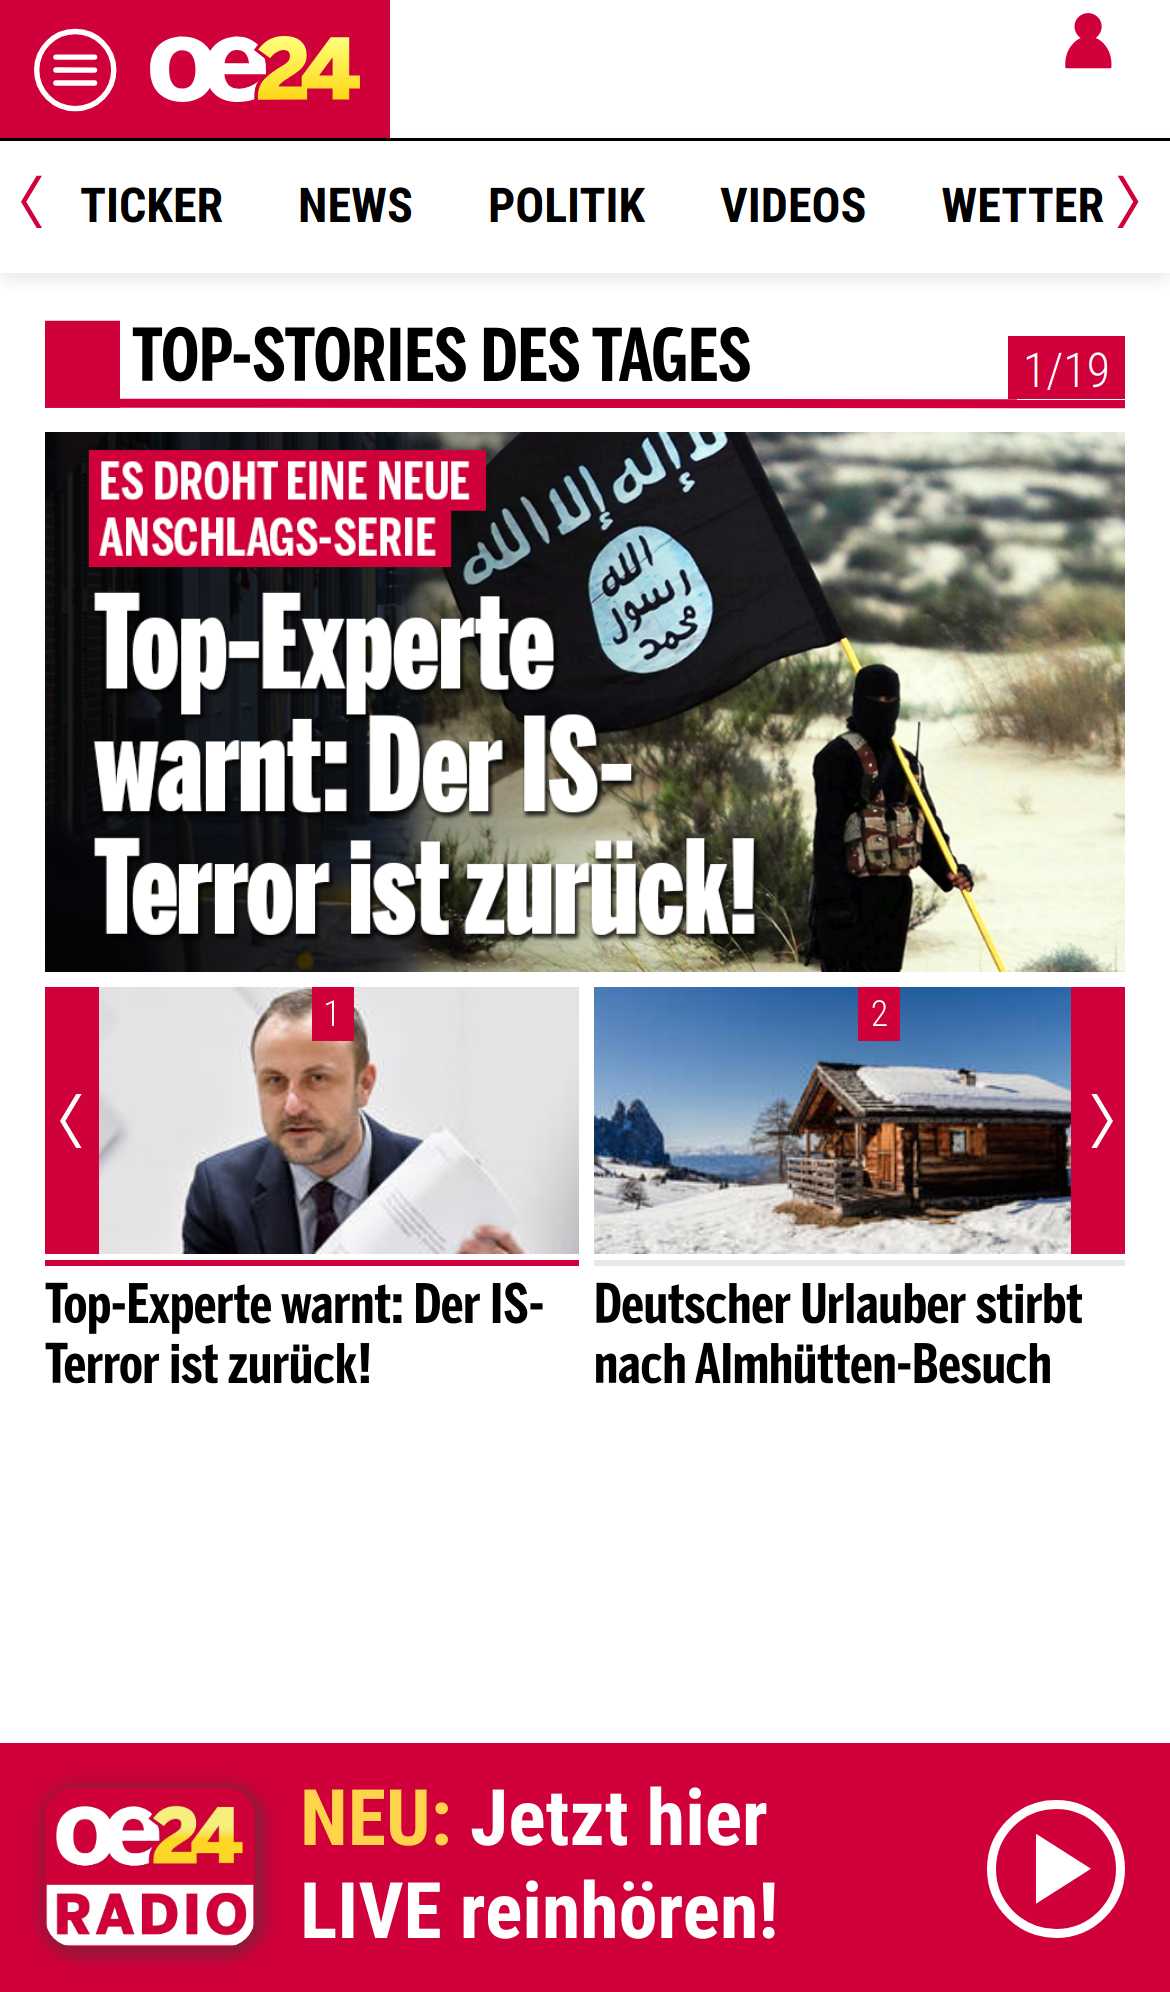 oe24
TICKER NEWS POLITIK VIDEOS WETTER
TOP-STORIES DES TAGES
1/19
ES DROHT EINE NEUE
ANSCHLAGS-SERIE
لا إله إلا الله
الله
رسول
محمد
Top-Experte
warnt: Der IS-
Terror ist zurück!
1
2
Top-Experte warnt: Der IS-
Terror ist zurück!
Deutscher Urlauber stirbt
nach Almhütten-Besuch
oe24
RADIO
NEU: Jetzt hier
LIVE reinhören!